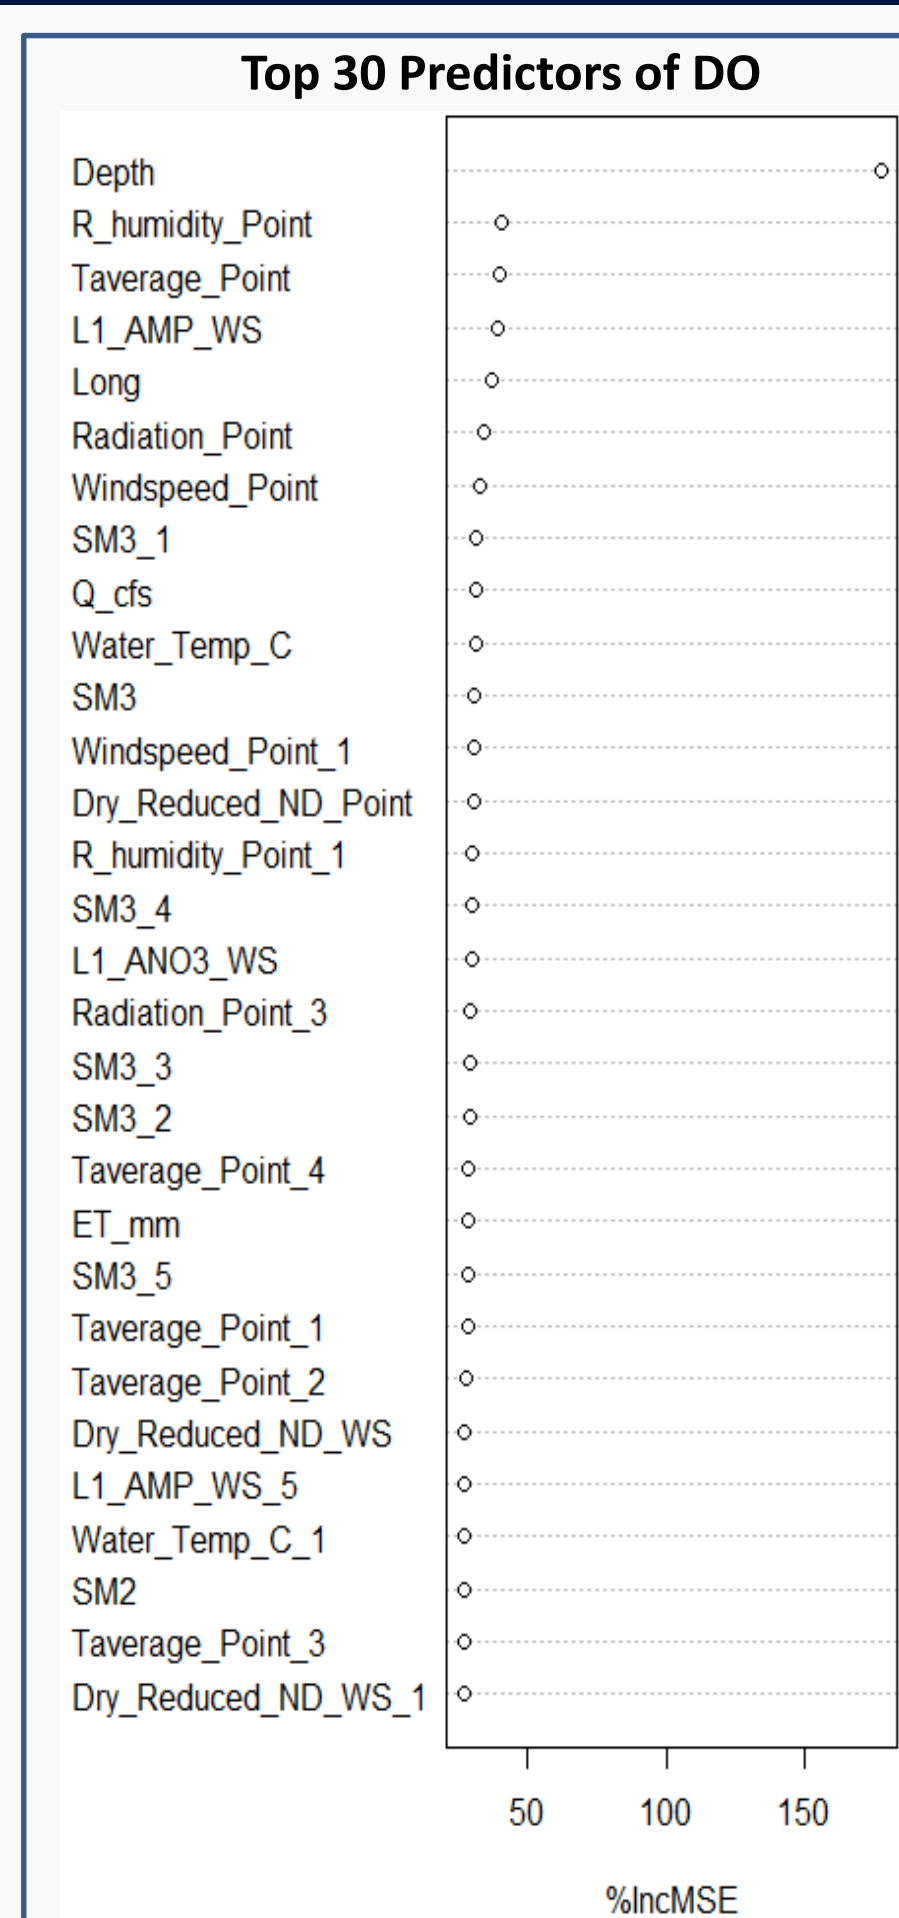 Top 30 Predictors of DO
Depth
R_humidity_Point
Taverage_Point
L1_AMP_WS
Long
Radiation_Point
Windspeed_Point
SM3_1
Q_cfs
Water_Temp_C
SM3
Windspeed_Point_1
Dry_Reduced_ND_Point
R_humidity_Point_1
SM3_4
L1_ANO3_WS
Radiation_Point_3
SM3_3
SM3_2
Taverage_Point_4
ET_mm
SM3_5
Taverage_Point_1
Taverage_Point_2
Dry_Reduced_ND_WS
L1_AMP_WS_5
Water_Temp_C_1
SM2
Taverage_Point_3
Dry_Reduced_ND_WS_1
50 100 150
%IncMSE